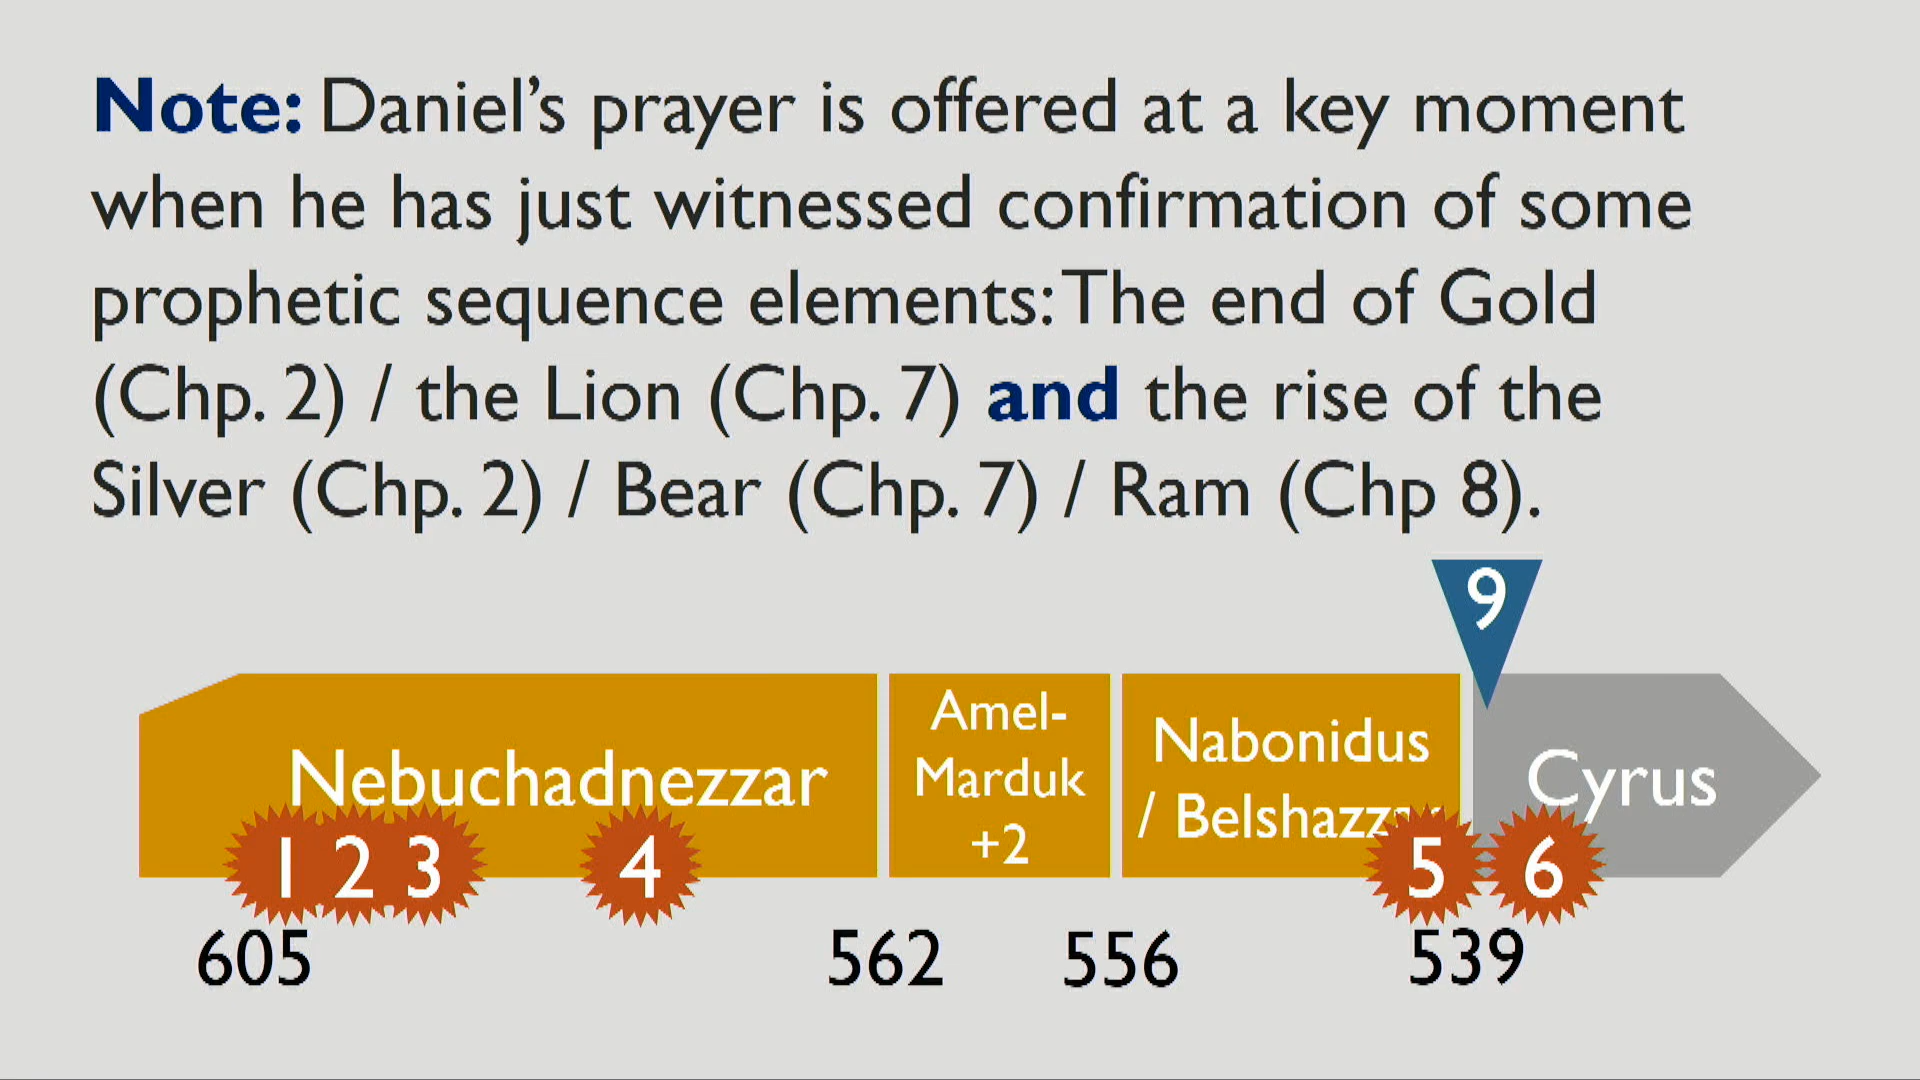 Note: Daniel’s prayer is offered at a key moment
when he has just witnessed confirmation of some
prophetic sequence elements: The end of Gold
(Chp. 2) / the Lion (Chp. 7) and the rise of the
Silver (Chp. 2) / Bear (Chp. 7) / Ram (Chp 8).
9
Nebuchadnezzar
Amel-
Marduk
+2
Nabonidus
/ Belshazzar
Cyrus
1 2 3
4
5
6
605
562
556
539